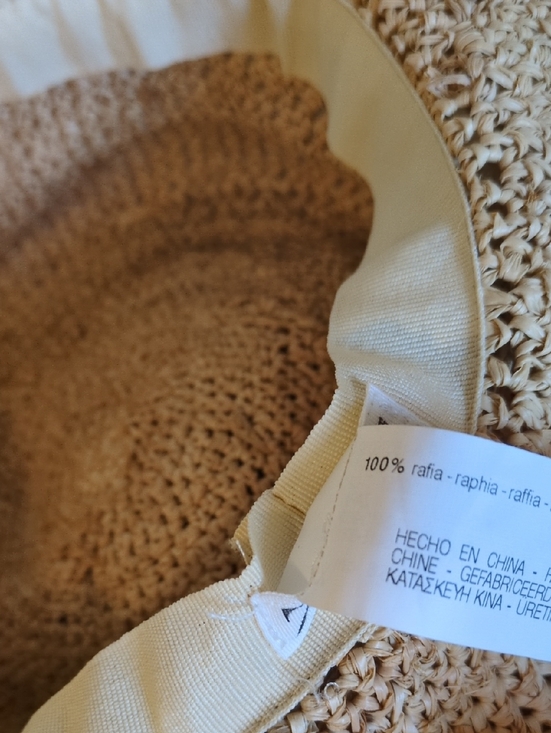 100% rafia - raphia - raffia -
HECHO EN CHINA -
CHINE - GEFABRICEERD
ΚΑΤΑΣΚΕΥΗ ΚΙΝΑ - URETI